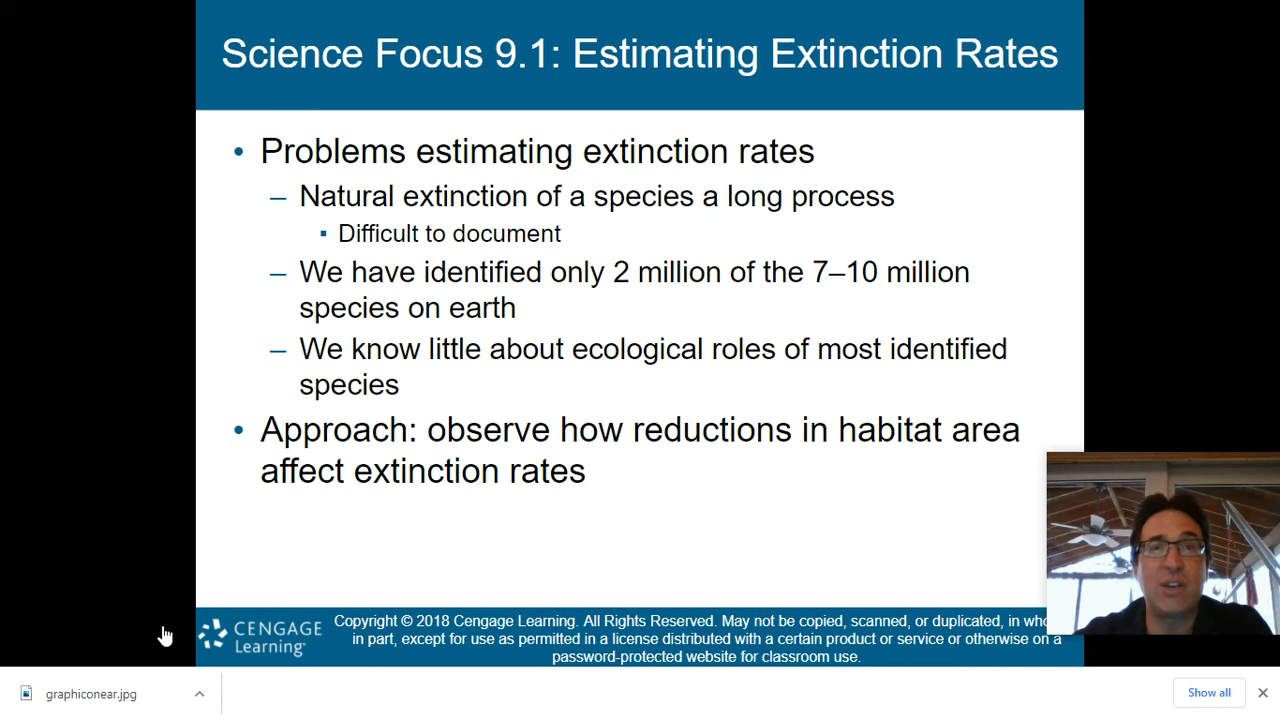 Science Focus 9.1: Estimating Extinction Rates
• Problems estimating extinction rates
– Natural extinction of a species a long process
▪ Difficult to document
– We have identified only 2 million of the 7–10 million
species on earth
– We know little about ecological roles of most identified
species
• Approach: observe how reductions in habitat area
affect extinction rates
CENGAGE
Learning™
Copyright © 2018 Cengage Learning. All Rights Reserved. May not be copied, scanned, or duplicated, in
in part, except for use as permitted in a license distributed with a certain product or service or otherwise on a
password-protected website for classroom use.
graphiconear.jpg
Show all